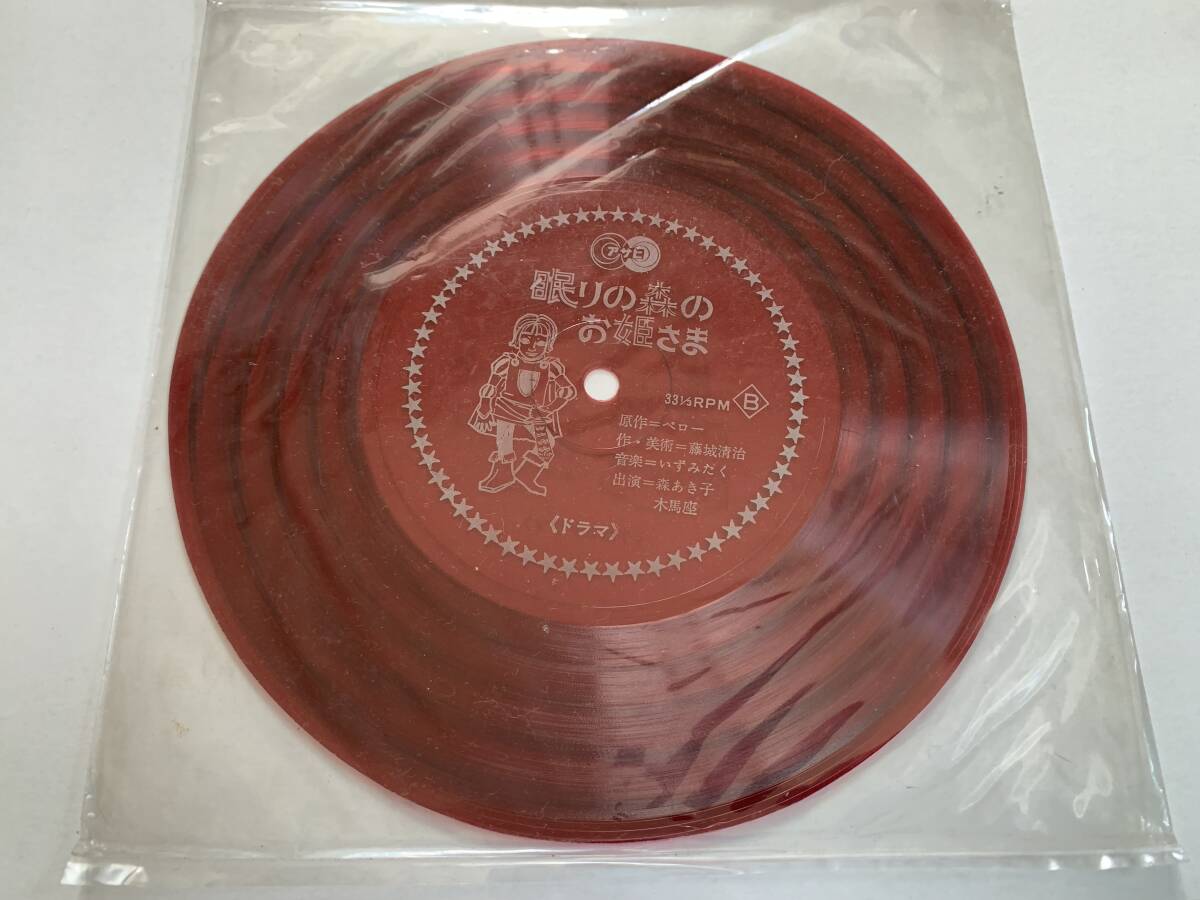 アサヒ
眠りの森の
お姫さま
33⅓RPM B
原作＝ペロー
作・美術＝藤城清治
音楽＝いずみたく
出演＝森あき子
木馬座
《ドラマ》